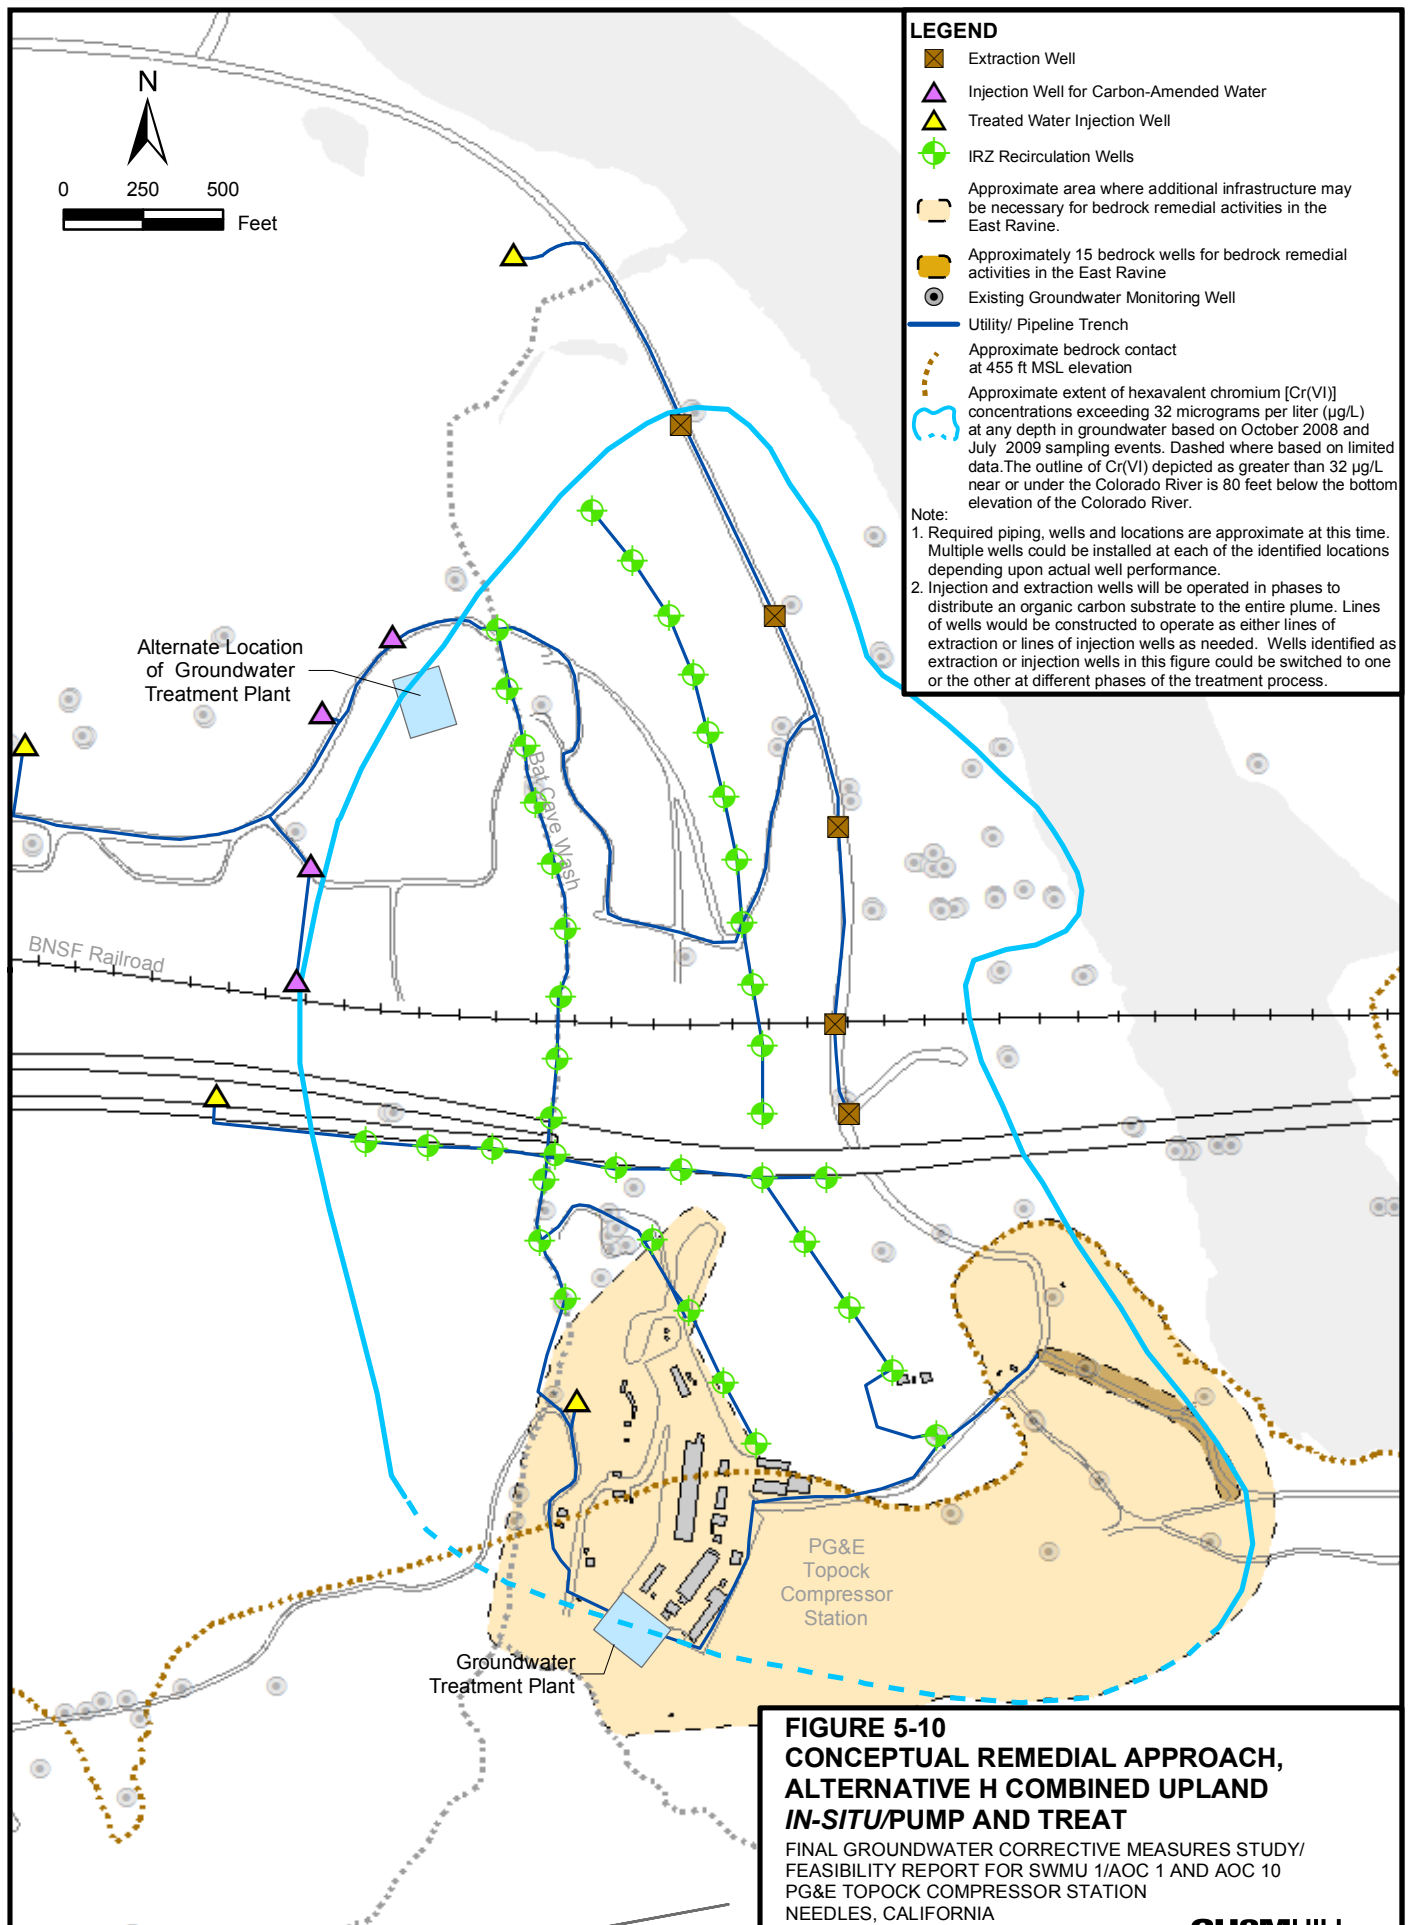 LEGEND
Extraction Well
Injection Well for Carbon-Amended Water
Treated Water Injection Well
IRZ Recirculation Wells
Approximate area where additional infrastructure may
be necessary for bedrock remedial activities in the
East Ravine.
Approximately 15 bedrock wells for bedrock remedial
activities in the East Ravine
Existing Groundwater Monitoring Well
Utility/ Pipeline Trench
Approximate bedrock contact
at 455 ft MSL elevation
Approximate extent of hexavalent chromium [Cr(VI)]
concentrations exceeding 32 micrograms per liter (µg/L)
at any depth in groundwater based on October 2008 and
July 2009 sampling events. Dashed where based on limited
data.The outline of Cr(VI) depicted as greater than 32 µg/L
near or under the Colorado River is 80 feet below the bottom
elevation of the Colorado River.
Note:
1. Required piping, wells and locations are approximate at this time.
Multiple wells could be installed at each of the identified locations
depending upon actual well performance.
2. Injection and extraction wells will be operated in phases to
distribute an organic carbon substrate to the entire plume. Lines
of wells would be constructed to operate as either lines of
extraction or lines of injection wells as needed. Wells identified as
extraction or injection wells in this figure could be switched to one
or the other at different phases of the treatment process.
N
0 250 500
Feet
Alternate Location
of Groundwater
Treatment Plant
Bat Cave Wash
BNSF Railroad
PG&E
Topock
Compressor
Station
Groundwater
Treatment Plant
FIGURE 5-10
CONCEPTUAL REMEDIAL APPROACH,
ALTERNATIVE H COMBINED UPLAND
IN-SITU/PUMP AND TREAT
FINAL GROUNDWATER CORRECTIVE MEASURES STUDY/
FEASIBILITY REPORT FOR SWMU 1/AOC 1 AND AOC 10
PG&E TOPOCK COMPRESSOR STATION
NEEDLES, CALIFORNIA